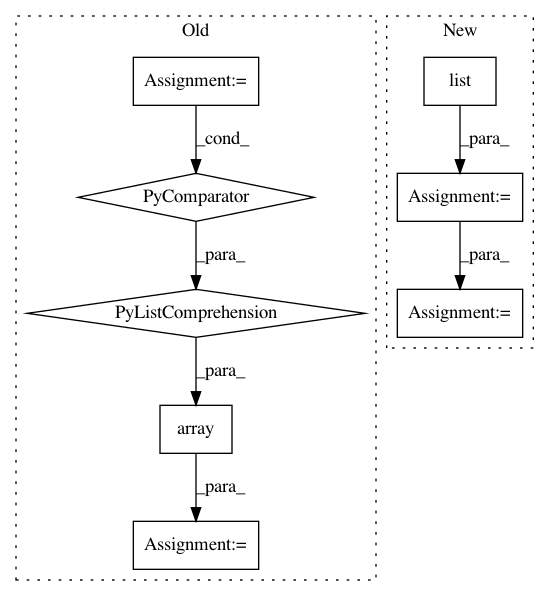 Old
New
Assignment:=
list
_cond_
_para_
PyComparator
Assignment:=
_para_
_para_
PyListComprehension
Assignment:=
_para_
array
_para_
Assignment:=